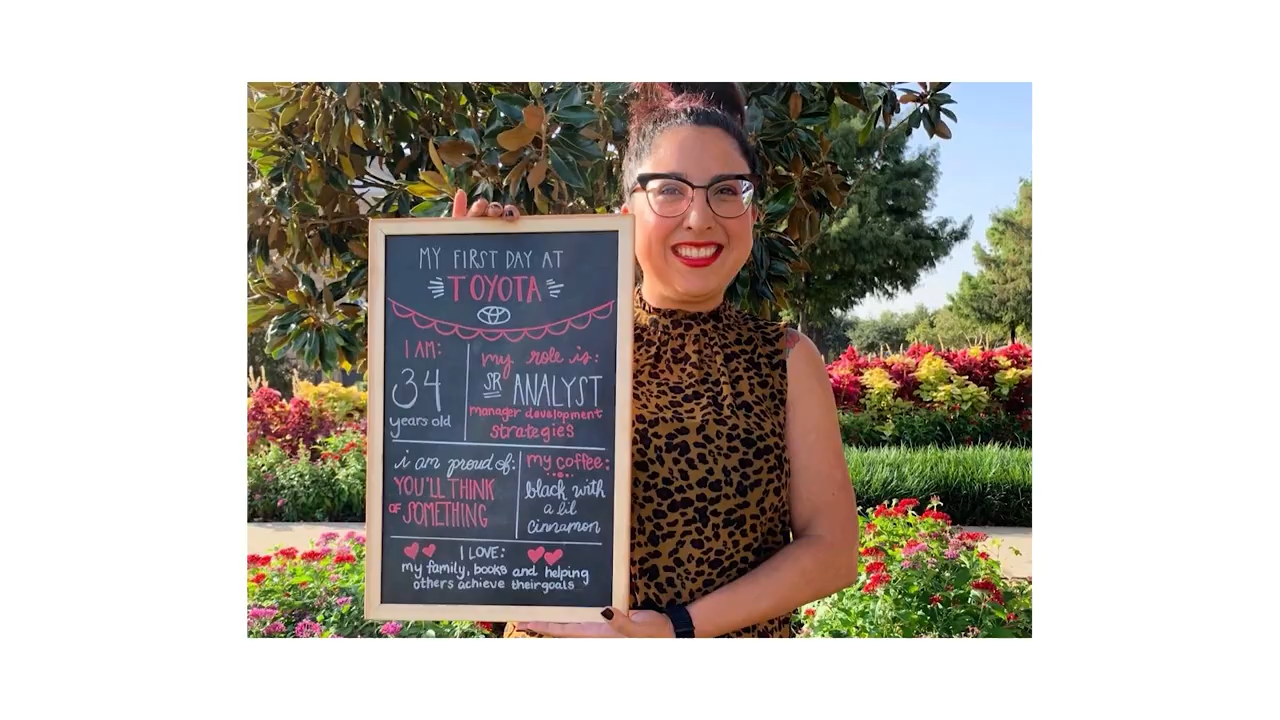 MY FIRST DAY AT
TOYOTA
I AM:
34
years old
my role is:
SR ANALYST
manager development
strategies
i am proud of:
YOU'LL THINK
OF SOMETHING
my coffee:
black with
a lil
cinnamon
I LOVE:
my family, books and helping
others achieve their goals